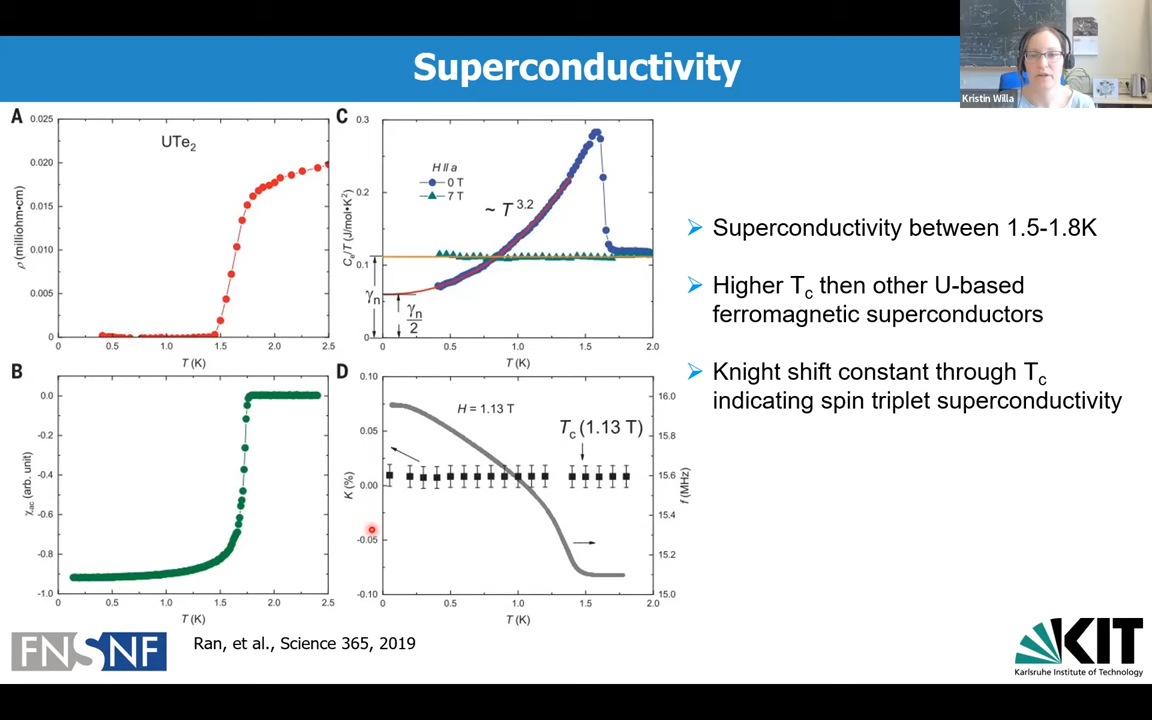 Superconductivity
Kristin Willa
A
UTe2
ρ (milliohm•cm)
0.025
0.020
0.015
0.010
0.005
0
0 0.5 1.0 1.5 2.0 2.5
T (K)
C
H // a
0 T
7 T
~ T3.2
Ce/T (J/mol•K2)
0.3
0.2
0.1
0
γn
γn
2
0 0.5 1.0 1.5 2.0
T (K)
B
χac (arb. unit)
0.0
-0.2
-0.4
-0.6
-0.8
-1.0
0 0.5 1.0 1.5 2.0 2.5
T (K)
D
H = 1.13 T
Tc (1.13 T)
K (%)
0.10
0.05
0.00
-0.05
-0.10
f (MHz)
16.0
15.8
15.6
15.4
15.2
15.0
0 0.5 1.0 1.5 2.0
T (K)
Superconductivity between 1.5-1.8K
Higher Tc then other U-based
ferromagnetic superconductors
Knight shift constant through Tc
indicating spin triplet superconductivity
FNSNF
Ran, et al., Science 365, 2019
KIT
Karlsruhe Institute of Technology